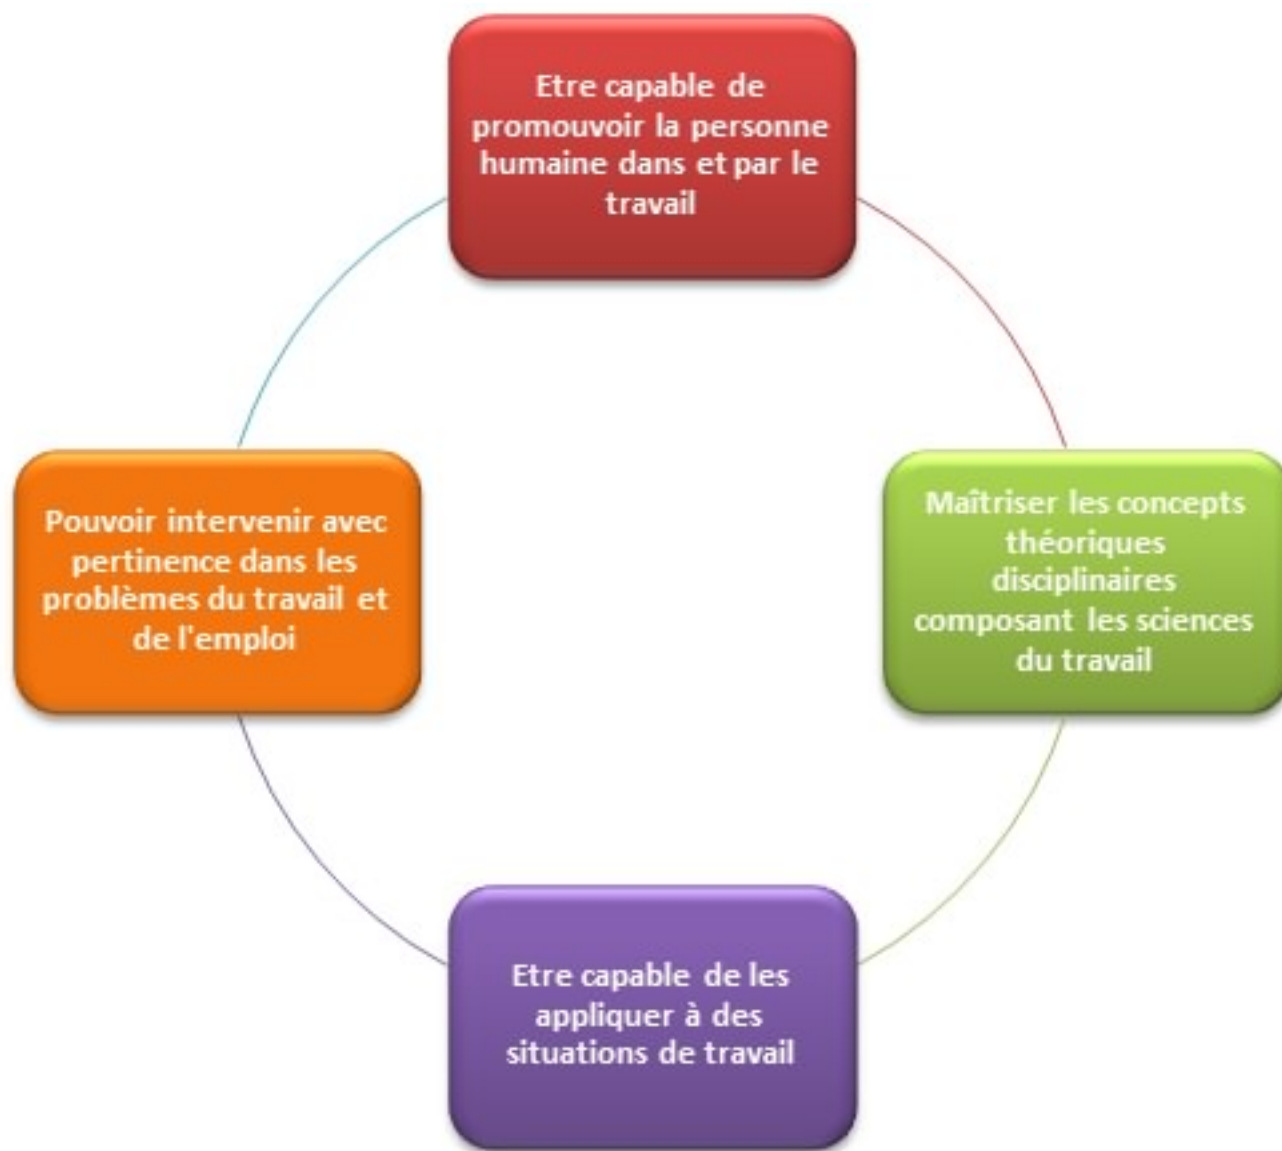 Etre capable de
promouvoir la personne
humaine dans et par le
travail
Maîtriser les concepts
théoriques
disciplinaires
composant les sciences
du travail
Etre capable de les
appliquer à des
situations de travail
Pouvoir intervenir avec
pertinence dans les
problèmes du travail et
de l'emploi